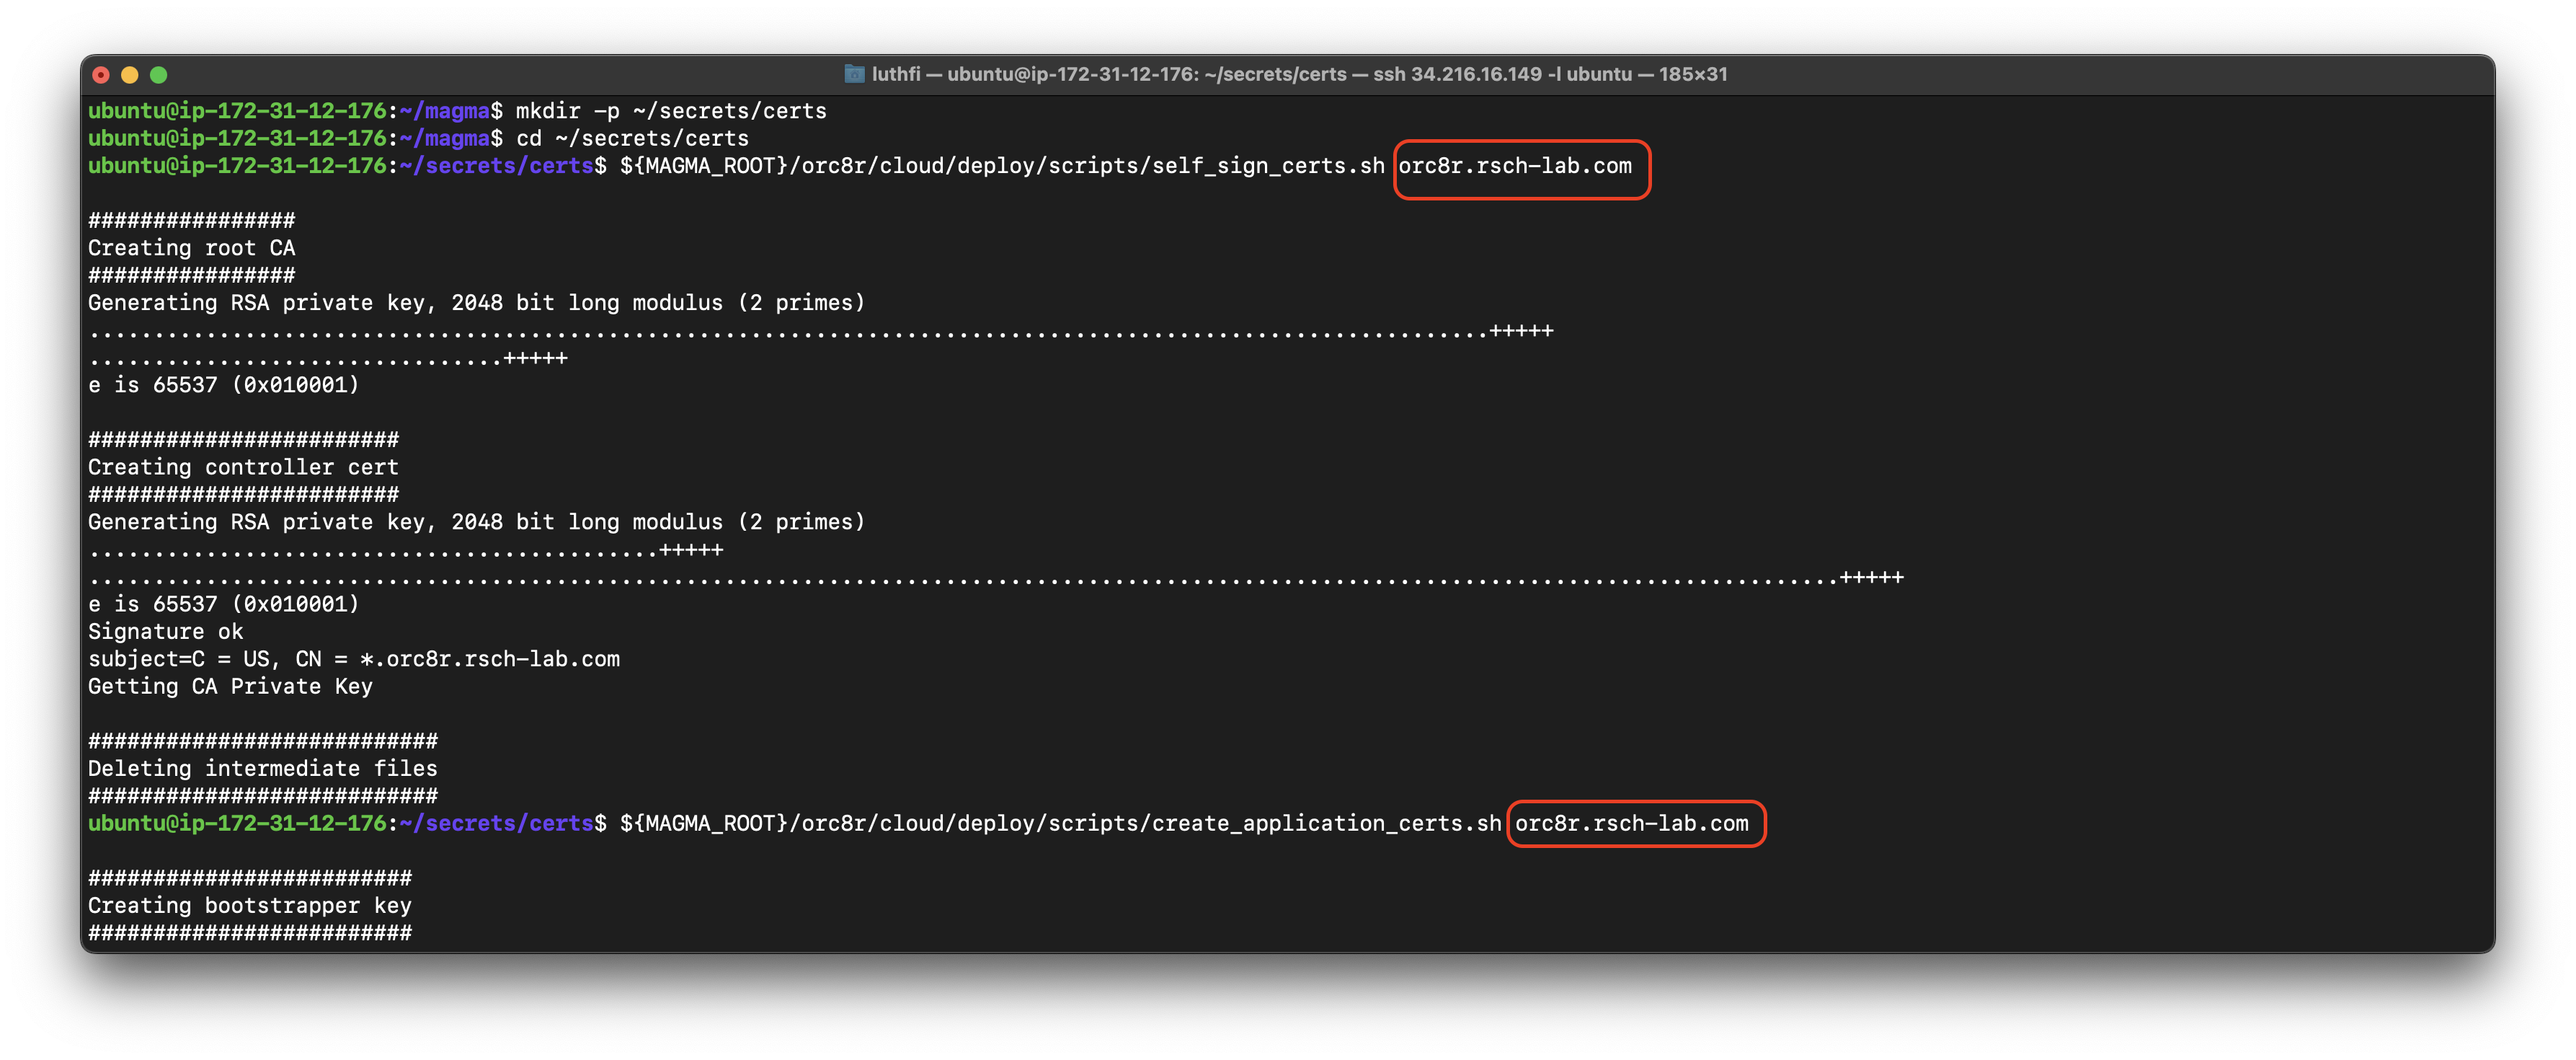 luthfi — ubuntu@ip-172-31-12-176: ~/secrets/certs — ssh 34.216.16.149 -l ubuntu — 185×31
ubuntu@ip-172-31-12-176:~/magma$ mkdir -p ~/secrets/certs
ubuntu@ip-172-31-12-176:~/magma$ cd ~/secrets/certs
ubuntu@ip-172-31-12-176:~/secrets/certs$ ${MAGMA_ROOT}/orc8r/cloud/deploy/scripts/self_sign_certs.sh orc8r.rsch-lab.com
################
Creating root CA
################
Generating RSA private key, 2048 bit long modulus (2 primes)
............................................................................................................+++++
................................+++++
e is 65537 (0x010001)
########################
Creating controller cert
########################
Generating RSA private key, 2048 bit long modulus (2 primes)
............................................+++++
.......................................................................................................................................+++++
e is 65537 (0x010001)
Signature ok
subject=C = US, CN = *.orc8r.rsch-lab.com
Getting CA Private Key
###########################
Deleting intermediate files
###########################
ubuntu@ip-172-31-12-176:~/secrets/certs$ ${MAGMA_ROOT}/orc8r/cloud/deploy/scripts/create_application_certs.sh orc8r.rsch-lab.com
#########################
Creating bootstrapper key
#########################